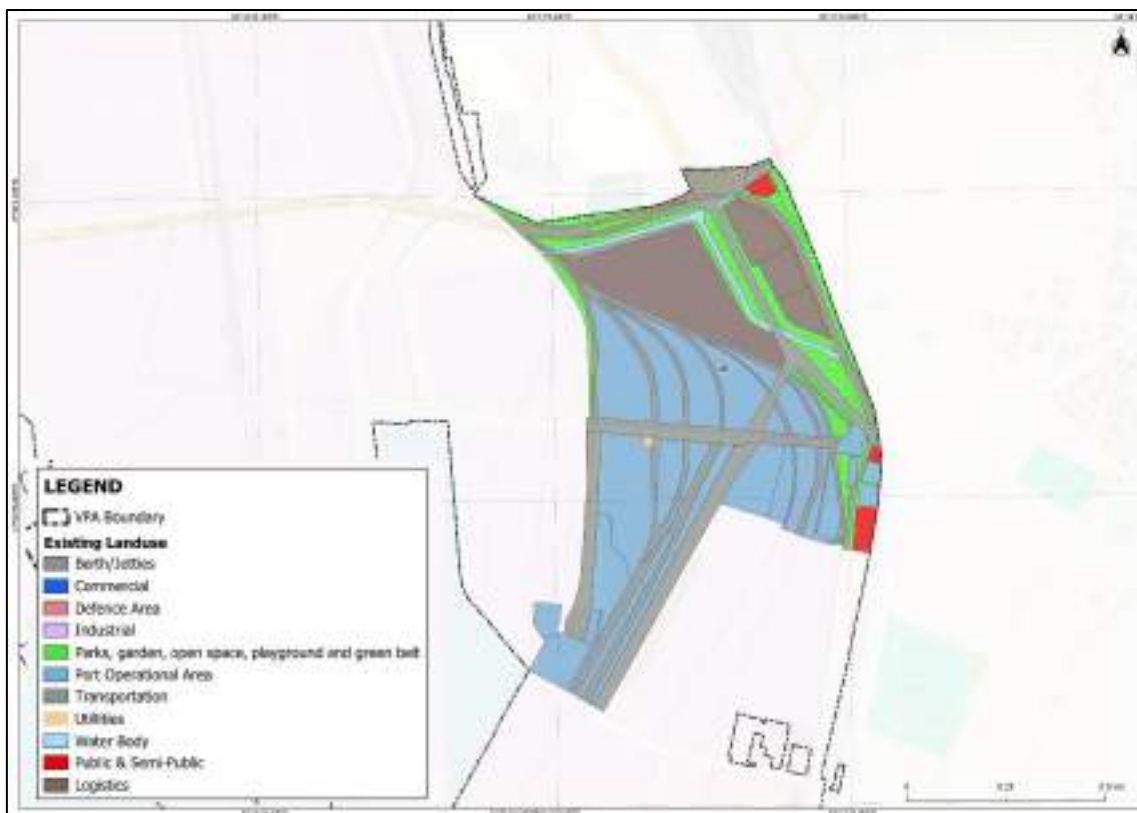 LEGEND
VPA Boundary
Existing Landuse
Berth/Jetties
Commercial
Defence Area
Industrial
Parks, garden, open space, playground and green belt
Port Operational Area
Transportation
Utilities
Water Body
Public & Semi-Public
Logistics